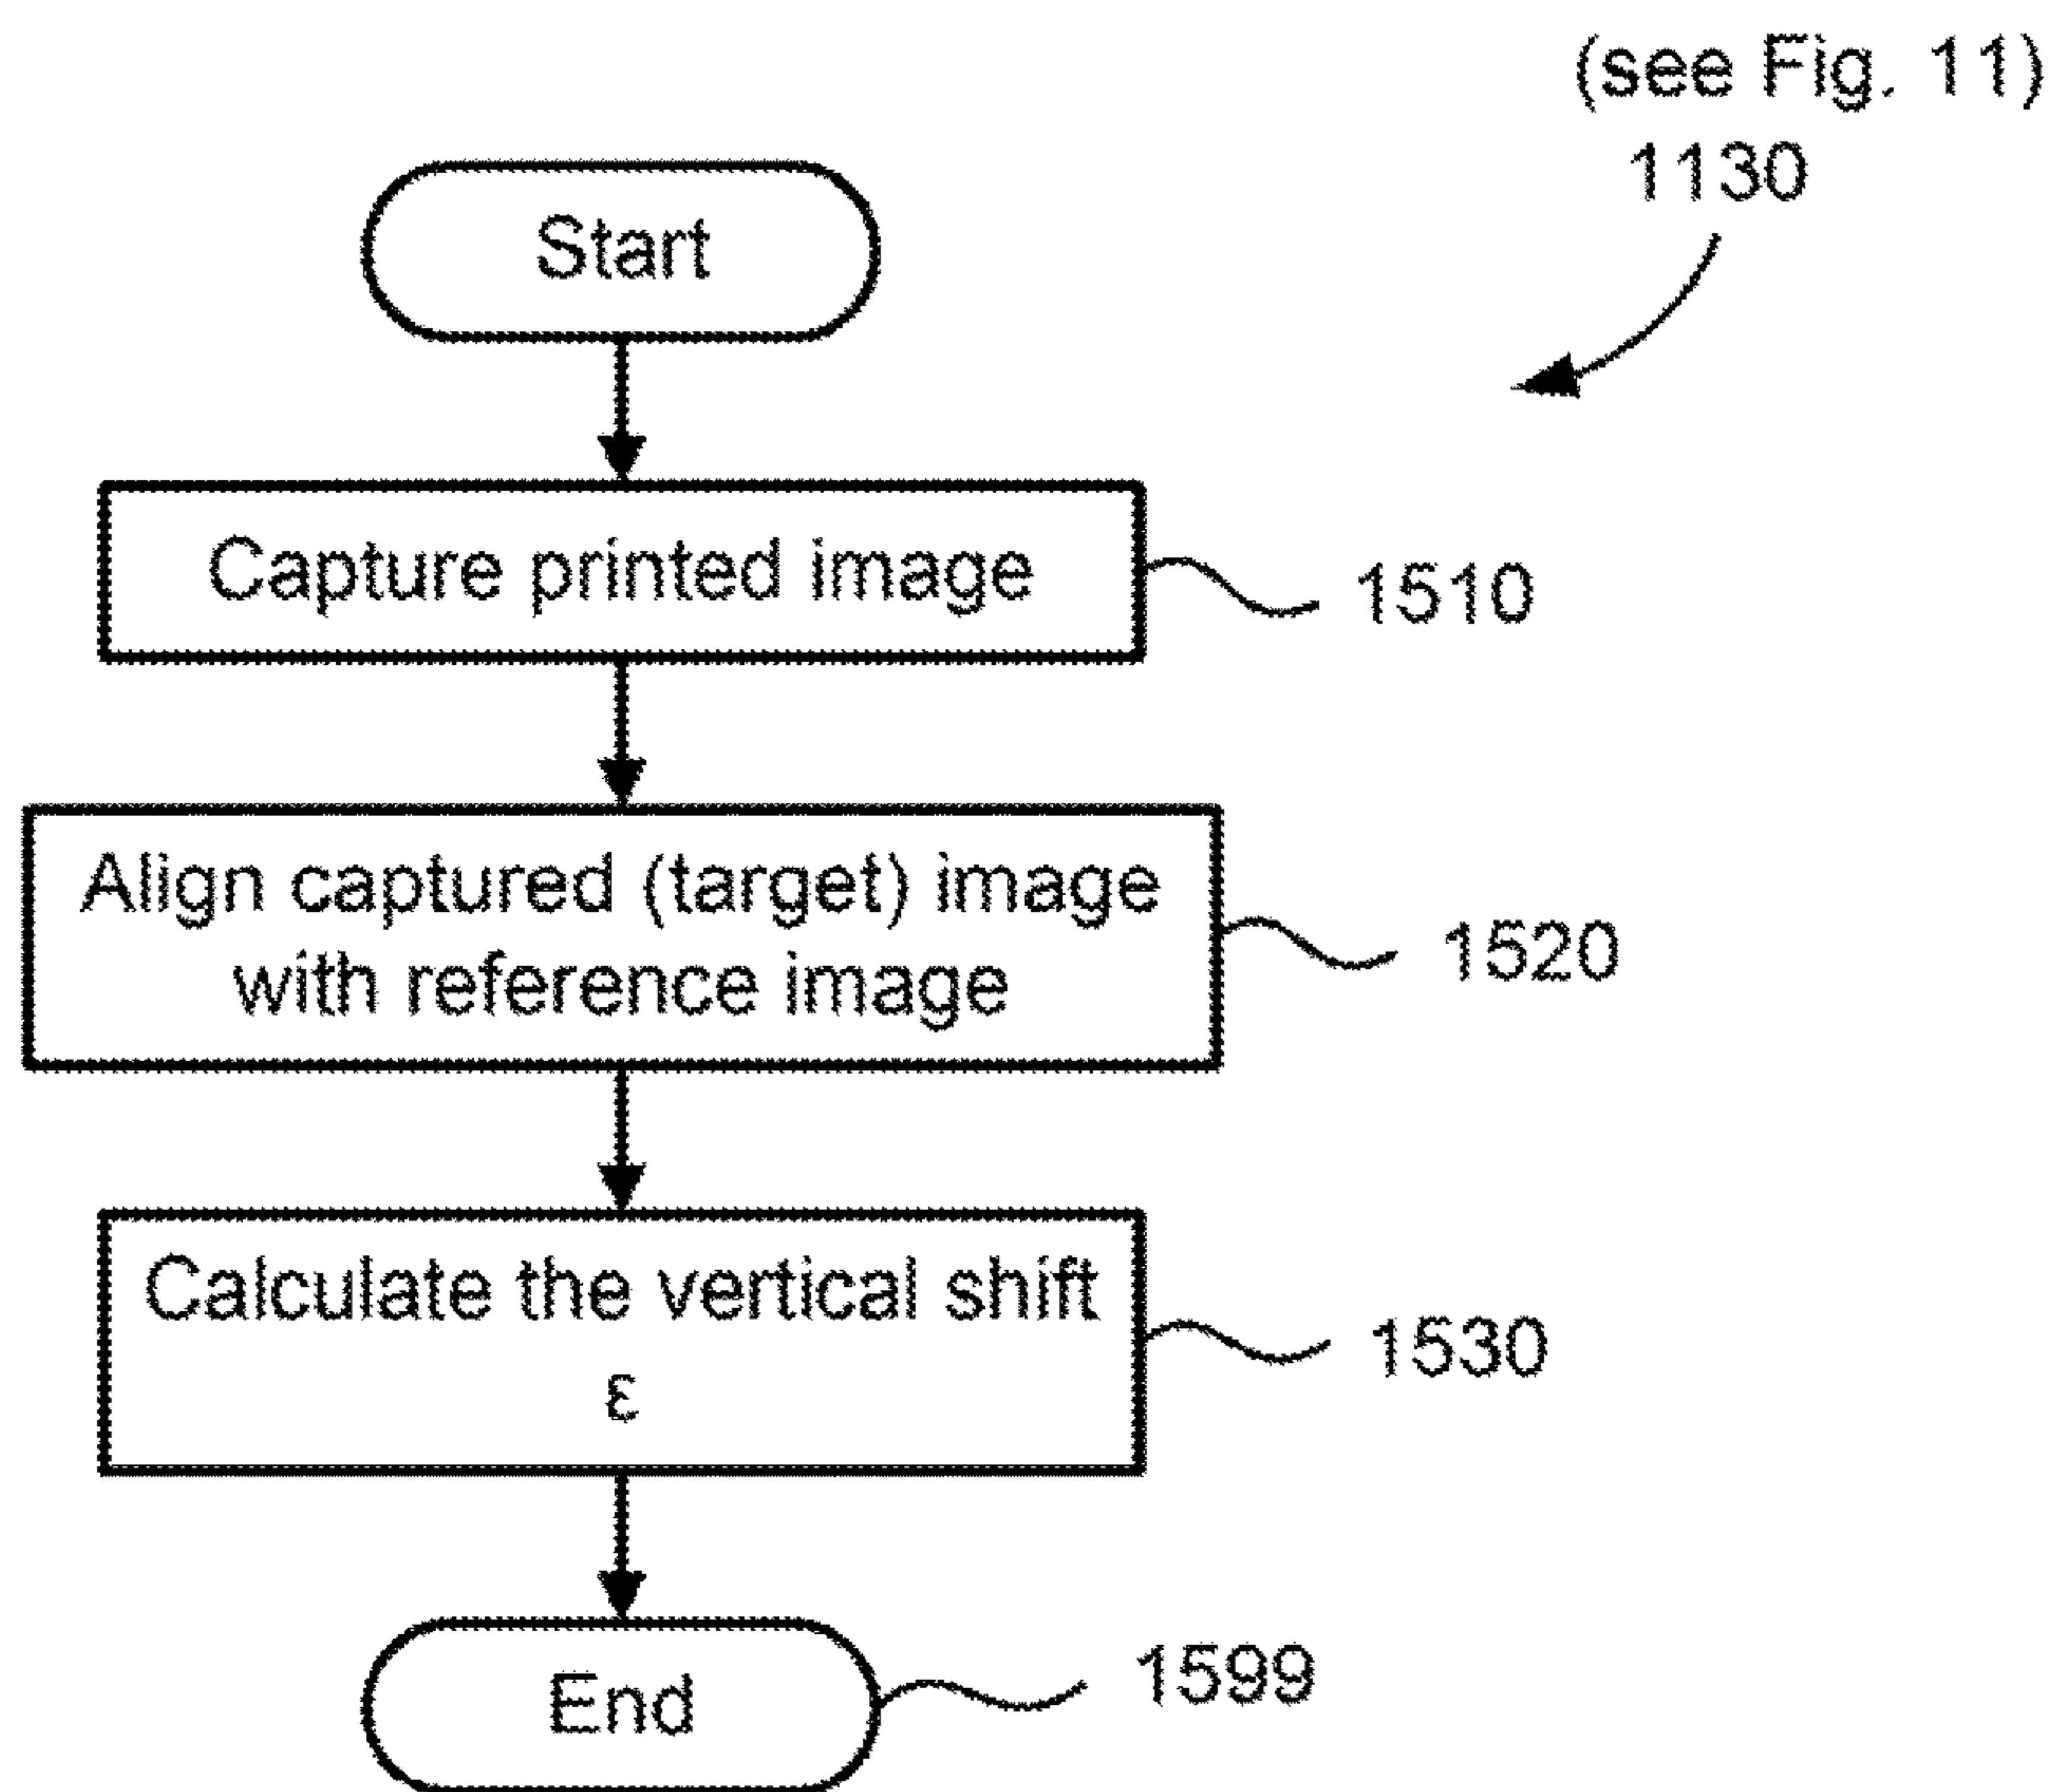 (see Fig. 11)
1130
Start
Capture printed image
1510
Align captured (target) image
with reference image
1520
Calculate the vertical shift
ε
1530
End
1599